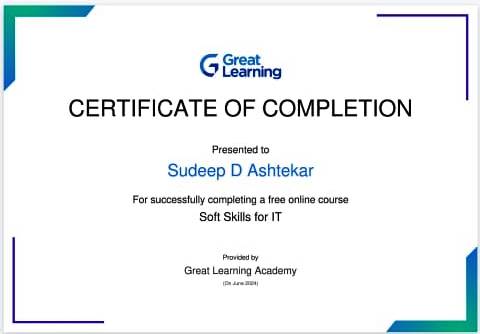 Great
Learning
CERTIFICATE OF COMPLETION
Presented to
Sudeep D Ashtekar
For successfully completing a free online course
Soft Skills for IT
Provided by
Great Learning Academy
(On June 2024)